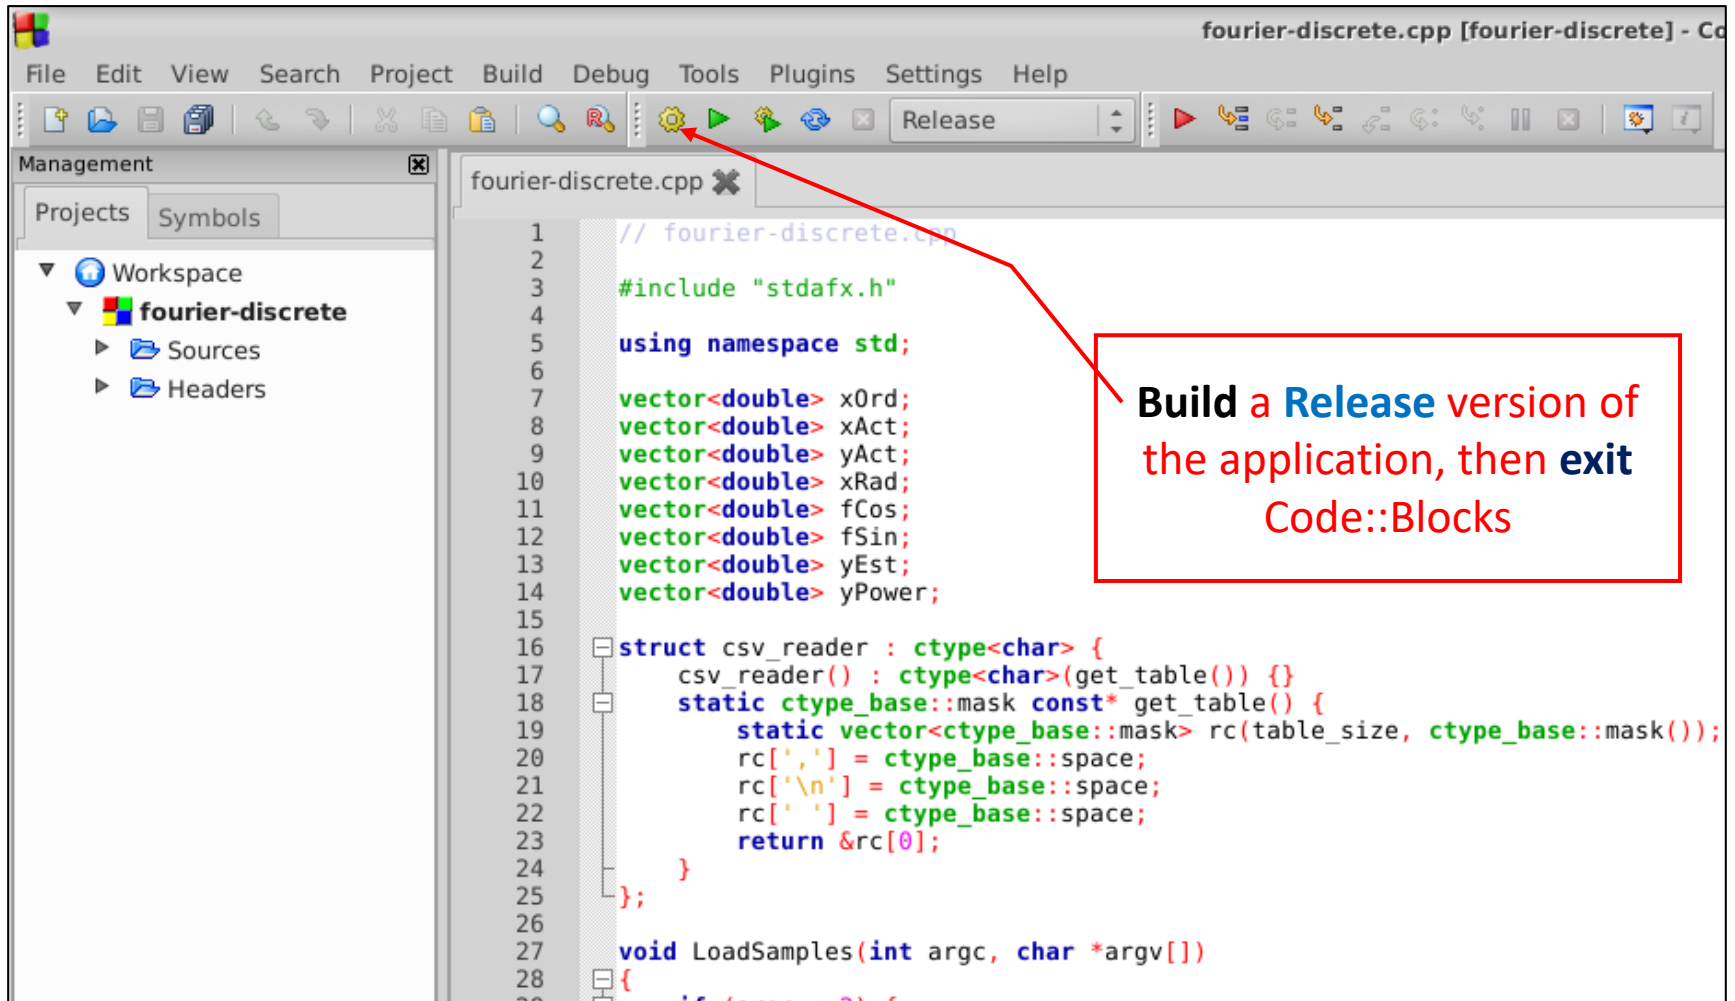 fourier-discrete.cpp [fourier-discrete] - Co
File Edit View Search Project Build Debug Tools Plugins Settings Help
Release
Management
Projects Symbols
Workspace
fourier-discrete
Sources
Headers
fourier-discrete.cpp
1 // fourier-discrete.cpp
2
3 #include "stdafx.h"
4
5 using namespace std;
6
7 vector<double> xOrd;
8 vector<double> xAct;
9 vector<double> yAct;
10 vector<double> xRad;
11 vector<double> fCos;
12 vector<double> fSin;
13 vector<double> yEst;
14 vector<double> yPower;
15
16 struct csv_reader : ctype<char> {
17     csv_reader() : ctype<char>(get_table()) {}
18     static ctype_base::mask const* get_table() {
19         static vector<ctype_base::mask> rc(table_size, ctype_base::mask());
20         rc[','] = ctype_base::space;
21         rc['\n'] = ctype_base::space;
22         rc[' '] = ctype_base::space;
23         return &rc[0];
24     }
25 };
26
27 void LoadSamples(int argc, char *argv[])
28 {
Build a Release version of
the application, then exit
Code::Blocks